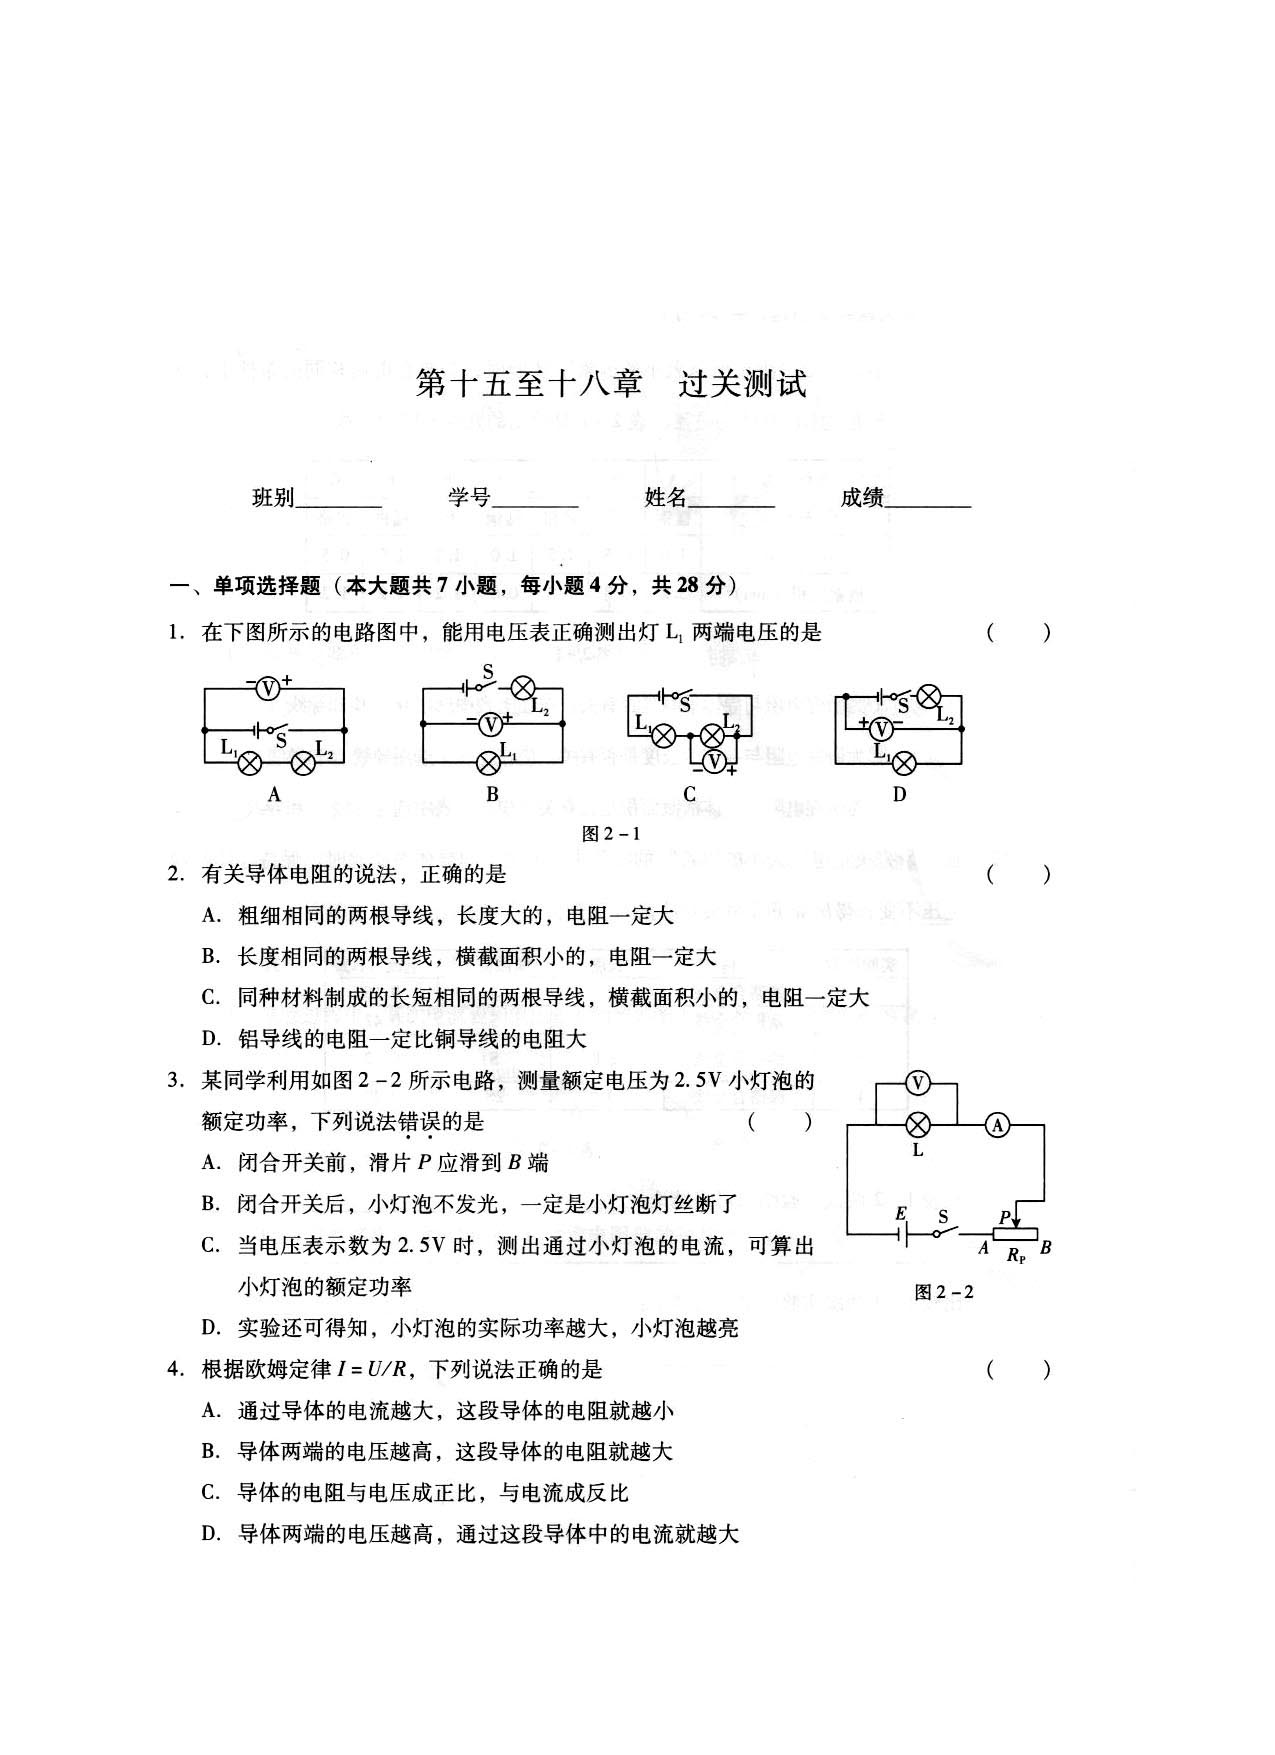 第十五至十八章 过关测试
班别______ 学号______ 姓名______ 成绩______
一、单项选择题（本大题共7小题，每小题4分，共28分）
1. 在下图所示的电路图中，能用电压表正确测出灯L₁两端电压的是 （ ）
- V + S L₁ L₂
S L₂ - V + L₁
S L₁ L₂ - V +
S L₂ + V - L₁
A B C D
图2-1
2. 有关导体电阻的说法，正确的是 （ ）
A. 粗细相同的两根导线，长度大的，电阻一定大
B. 长度相同的两根导线，横截面积小的，电阻一定大
C. 同种材料制成的长短相同的两根导线，横截面积小的，电阻一定大
D. 铝导线的电阻一定比铜导线的电阻大
3. 某同学利用如图2-2所示电路，测量额定电压为2.5V小灯泡的
额定功率，下列说法错误的是 （ ）
A. 闭合开关前，滑片P应滑到B端
B. 闭合开关后，小灯泡不发光，一定是小灯泡灯丝断了
C. 当电压表示数为2.5V时，测出通过小灯泡的电流，可算出
小灯泡的额定功率
D. 实验还可得知，小灯泡的实际功率越大，小灯泡越亮
V
A
L
E S P
A R_P B
图2-2
4. 根据欧姆定律I=U/R，下列说法正确的是 （ ）
A. 通过导体的电流越大，这段导体的电阻就越小
B. 导体两端的电压越高，这段导体的电阻就越大
C. 导体的电阻与电压成正比，与电流成反比
D. 导体两端的电压越高，通过这段导体中的电流就越大